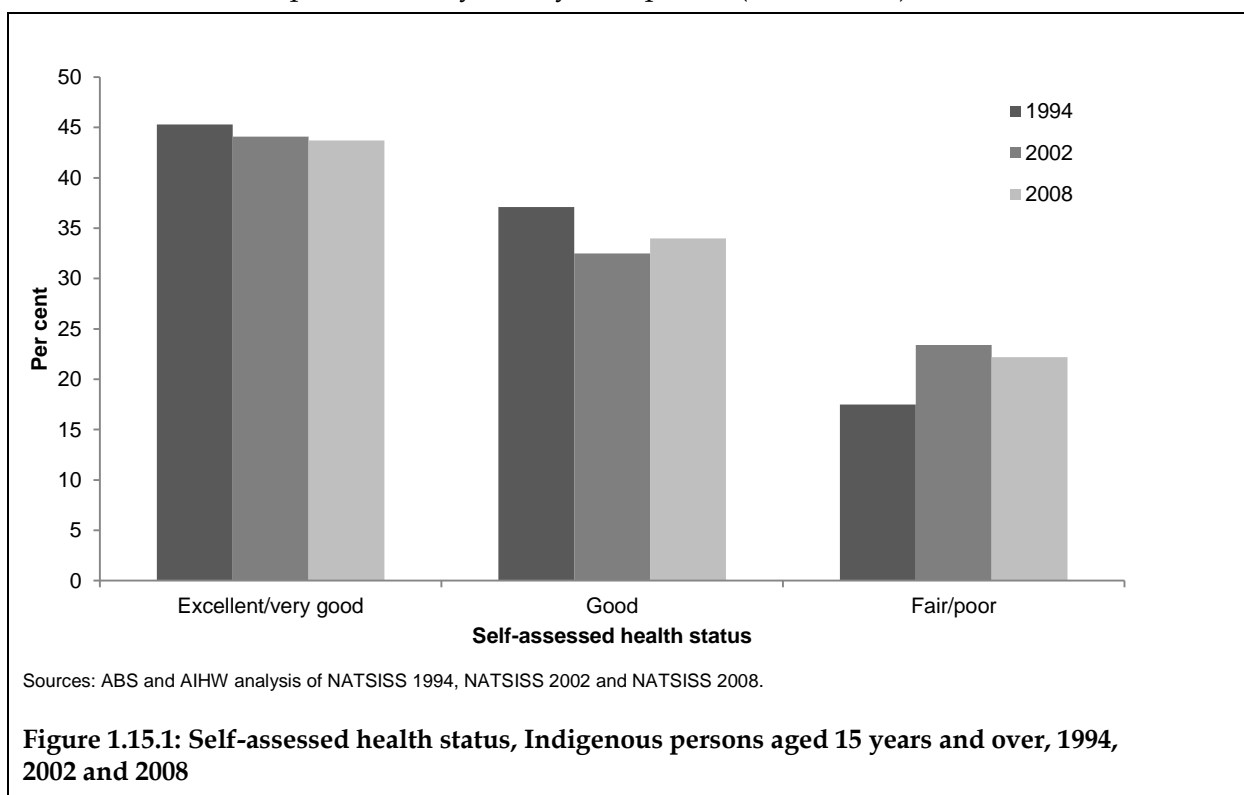 50
45
40
35
30
25
20
15
10
5
0
Per cent
1994
2002
2008
Excellent/very good
Good
Fair/poor
Self-assessed health status
Sources: ABS and AIHW analysis of NATSISS 1994, NATSISS 2002 and NATSISS 2008.
Figure 1.15.1: Self-assessed health status, Indigenous persons aged 15 years and over, 1994,
2002 and 2008